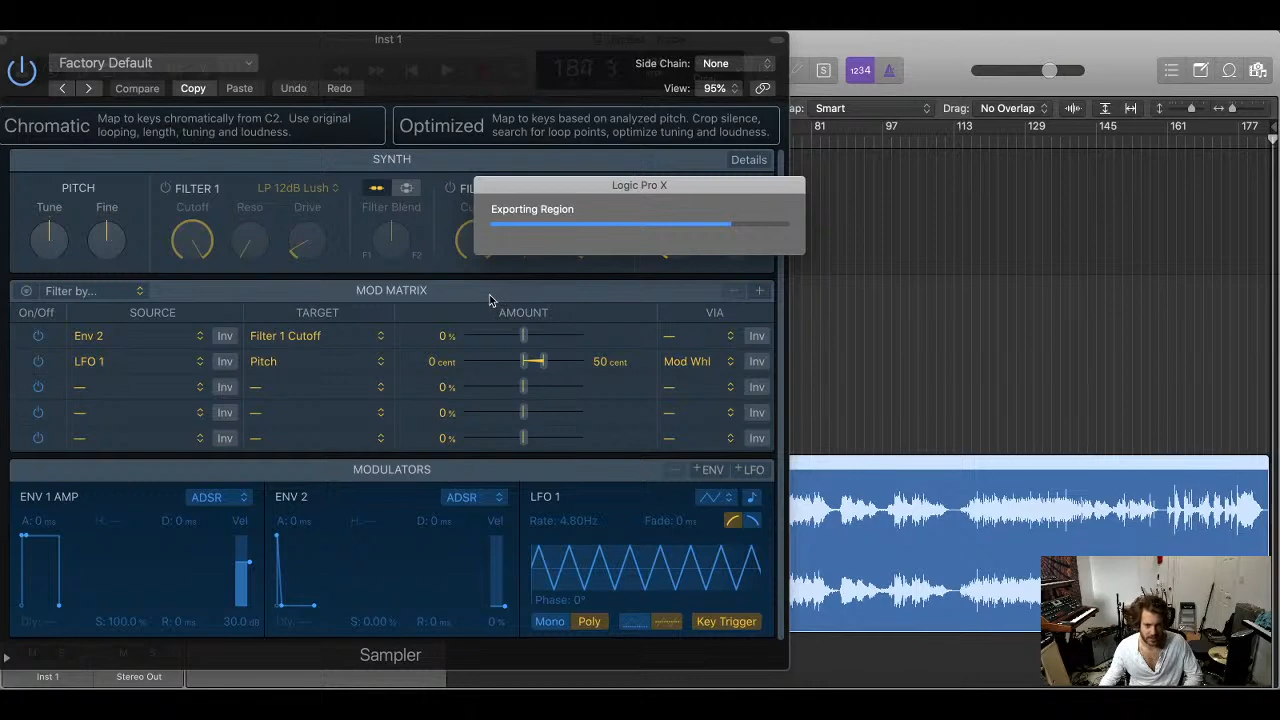 Inst 1
Factory Default
Side Chain: None
Compare Copy Paste Undo Redo
View: 95%
S 1234
Smart Drag: No Overlap
81 97 113 129 145 161 177
Chromatic
Map to keys chromatically from C2. Use original
looping, length, tuning and loudness.
Optimized
Map to keys based on analyzed pitch. Crop silence,
search for loop points, optimize tuning and loudness.
SYNTH
Details
PITCH
Tune Fine
FILTER 1 LP 12dB Lush
Cutoff Reso Drive
Filter Blend
F1 F2
Logic Pro X
Exporting Region
Filter by...
MOD MATRIX
On/Off SOURCE TARGET AMOUNT VIA
Env 2 Inv Filter 1 Cutoff 0 % — Inv
LFO 1 Inv Pitch 0 cent 50 cent Mod Whl Inv
— Inv — 0 % — Inv
— Inv — 0 % — Inv
— Inv — 0 % — Inv
MODULATORS
+ENV +LFO
ENV 1 AMP ADSR
A: 0 ms H: — D: 0 ms Vel
Dly: — S: 100.0 % R: 0 ms 30.0 dB
ENV 2 ADSR
A: 0 ms H: — D: 0 ms Vel
Dly: — S: 0.00 % R: 0 ms 0 %
LFO 1
Rate: 4.80Hz Fade: 0 ms
Phase: 0°
Mono Poly Key Trigger
Sampler
M S M S
Inst 1 Stereo Out